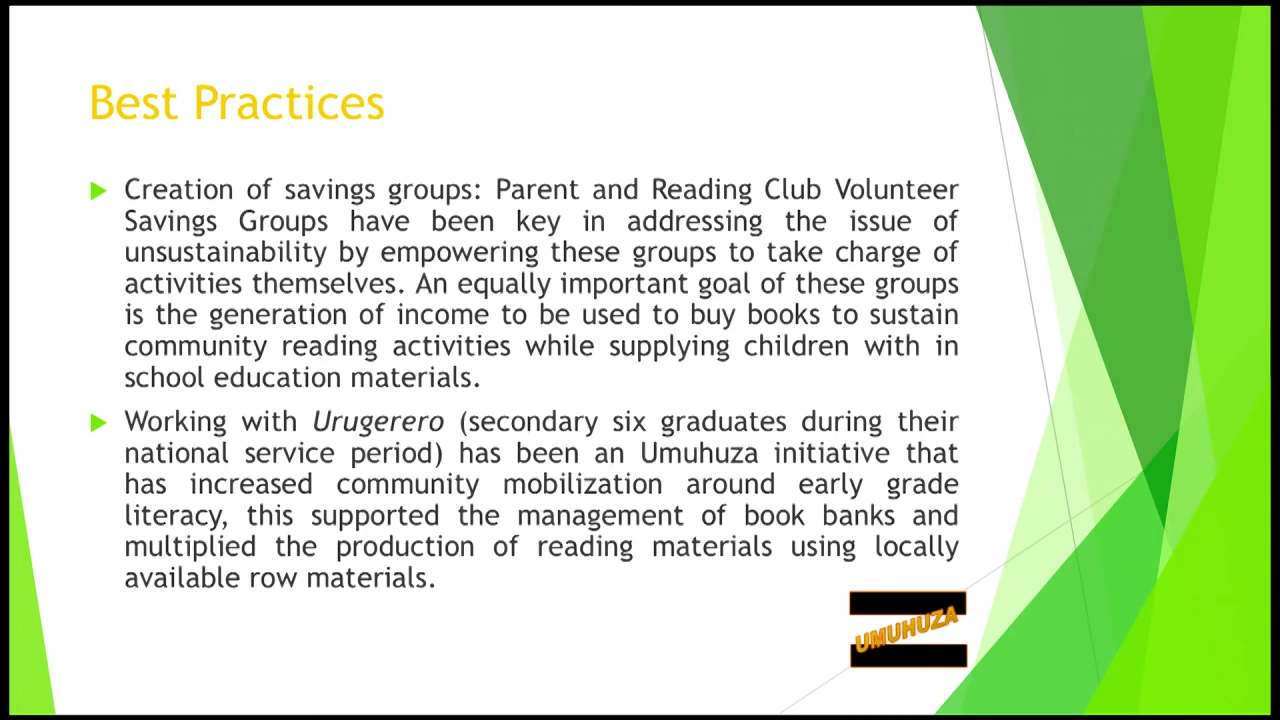 Best Practices
Creation of savings groups: Parent and Reading Club Volunteer
Savings Groups have been key in addressing the issue of
unsustainability by empowering these groups to take charge of
activities themselves. An equally important goal of these groups
is the generation of income to be used to buy books to sustain
community reading activities while supplying children with in
school education materials.
Working with Urugerero (secondary six graduates during their
national service period) has been an Umuhuza initiative that
has increased community mobilization around early grade
literacy, this supported the management of book banks and
multiplied the production of reading materials using locally
available row materials.
UMUHUZA